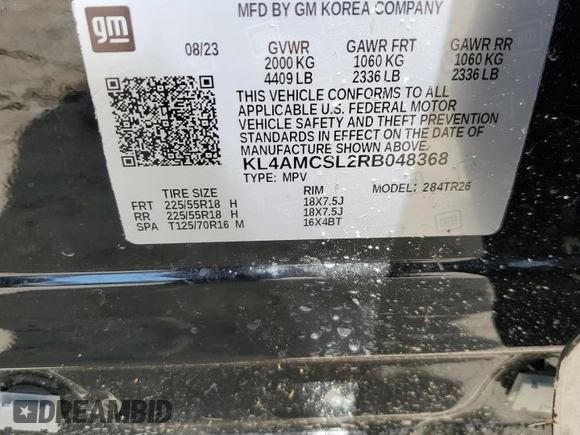 gm
MFD BY GM KOREA COMPANY
08/23 GVWR GAWR FRT GAWR RR
2000 KG 1060 KG 1060 KG
4409 LB 2336 LB 2336 LB
THIS VEHICLE CONFORMS TO ALL
APPLICABLE U.S. FEDERAL MOTOR
VEHICLE SAFETY AND THEFT PREVENTION
STANDARDS IN EFFECT ON THE DATE OF
MANUFACTURE SHOWN ABOVE.
KL4AMCSL2RB048368
TYPE: MPV MODEL: 284TR26
TIRE SIZE RIM
FRT 225/55R18 H 18X7.5J
RR 225/55R18 H 18X7.5J
SPA T125/70R16 M 16X4BT
DREAMBID